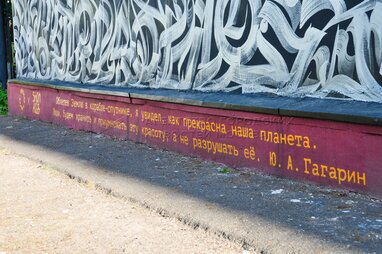 Облетев Землю в корабле-спутнике, я увидел, как прекрасна наша планета.
Люди, будем хранить и приумножать эту красоту, а не разрушать её. Ю. А. Гагарин